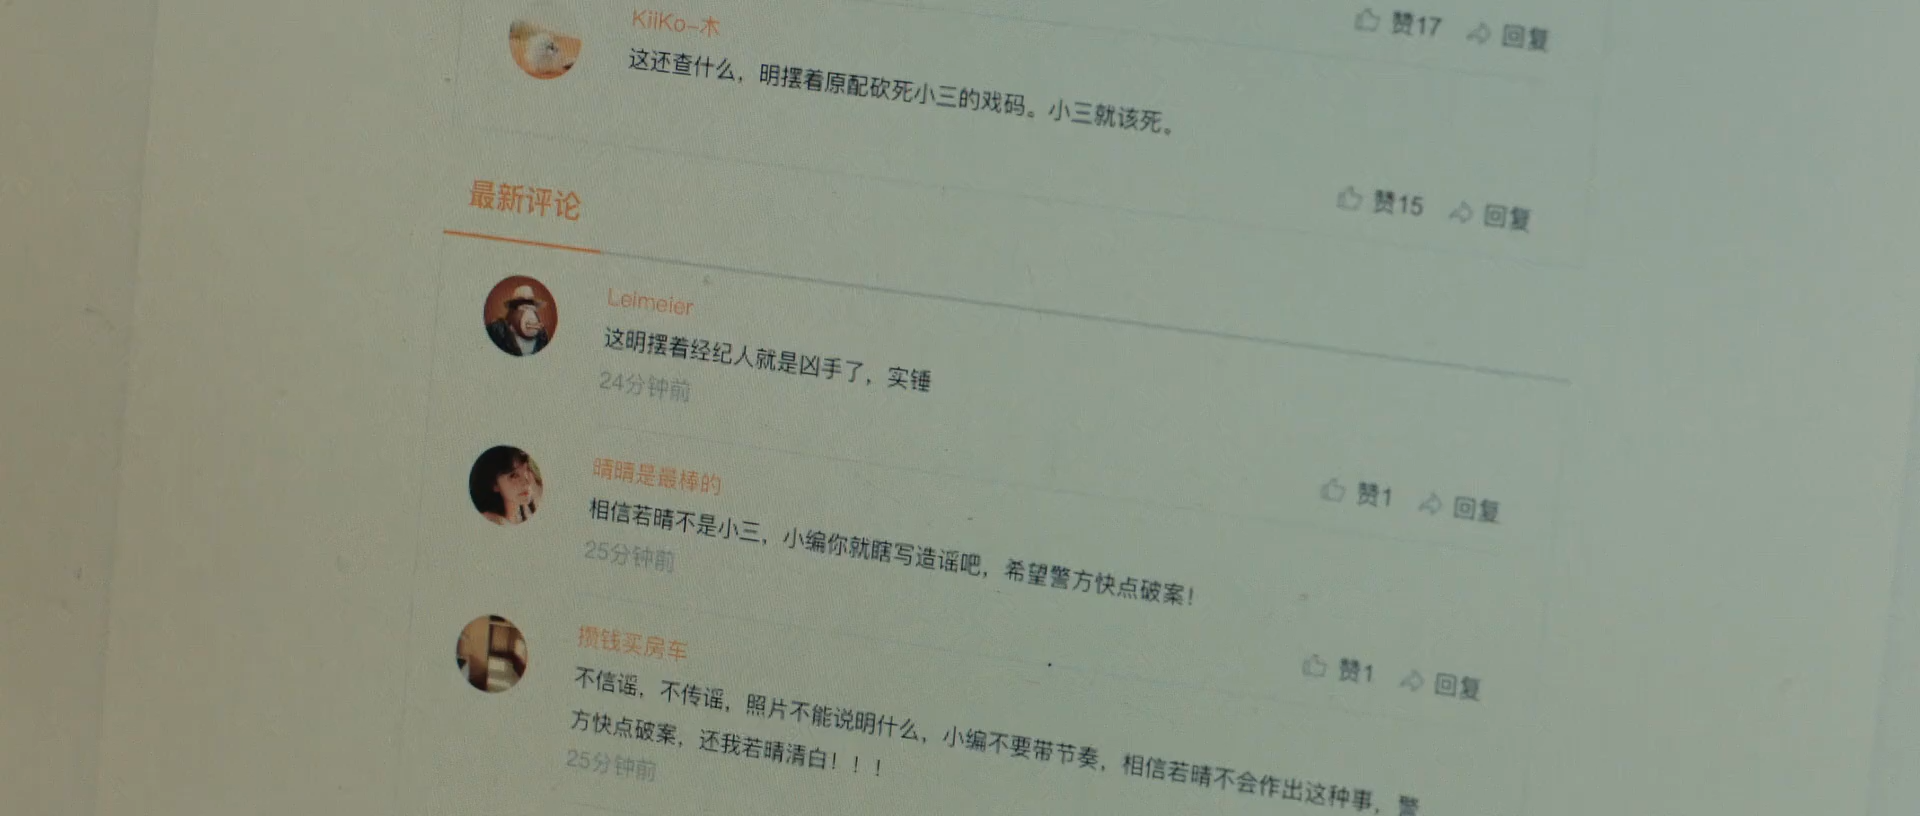 赞17 回复
KiiKo-木
这还查什么，明摆着原配砍死小三的戏码。小三就该死。
赞15 回复
最新评论
Leimeier
这明摆着经纪人就是凶手了，实锤
24分钟前
赞1 回复
晴晴是最棒的
相信若晴不是小三，小编你就瞎写造谣吧，希望警方快点破案！
25分钟前
赞1 回复
攒钱买房车
不信谣，不传谣，照片不能说明什么，小编不要带节奏，相信若晴不会作出这种事，警
方快点破案，还我若晴清白！！！
25分钟前